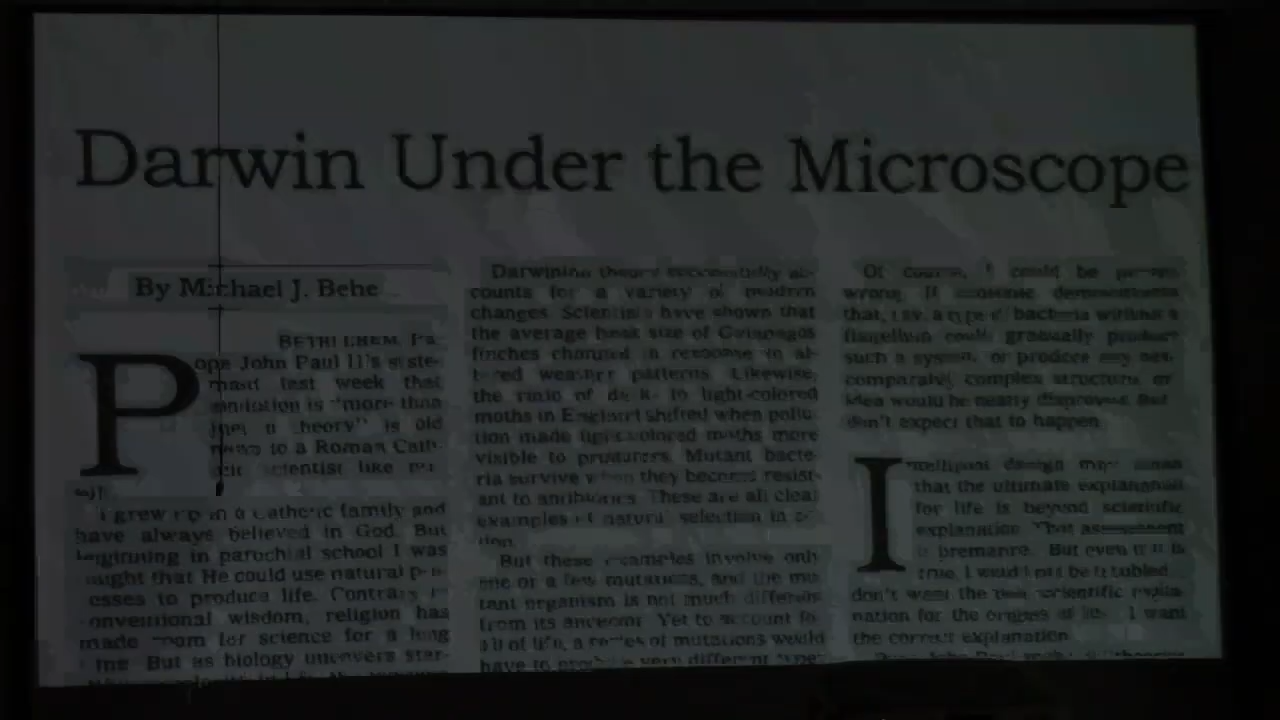 Darwin Under the Microscope
By Michael J. Behe
BETHLEHEM, Pa.
Pope John Paul II's state-
ment last week that
evolution is "more than
just a theory" is old
news to a Roman Cath-
olic scientist like me.
I grew up in a Catholic family and
have always believed in God. But
beginning in parochial school I was
taught that He could use natural pro-
cesses to produce life. Contrary to
conventional wisdom, religion has
made room for science for a long
time. But as biology uncovers star-
Darwinian theory successfully ac-
counts for a variety of modern
changes. Scientists have shown that
the average beak size of Galapagos
finches changed in response to al-
tered weather patterns. Likewise,
the ratio of dark- to light-colored
moths in England shifted when pollu-
tion made light-colored moths more
visible to predators. Mutant bacte-
ria survive when they become resist-
ant to antibiotics. These are all clear
examples of natural selection in ac-
tion.
But these examples involve only
one or a few mutations, and the mu-
tant organism is not much different
from its ancestor. Yet to account for
all of life, a series of mutations would
have to produce very different types
Of course, I could be proven
wrong. If someone demonstrated
that, say, a type of bacteria without a
flagellum could gradually produce
such a system, or produce any new,
comparably complex structure, my
idea would be neatly disproved. But I
don't expect that to happen.
Intelligent design may mean
that the ultimate explanation
for life is beyond scientific
explanation. That assessment
is premature. But even if it is
true, I would not be troubled. I
don't want the best scientific expla-
nation for the origins of life. I want
the correct explanation.